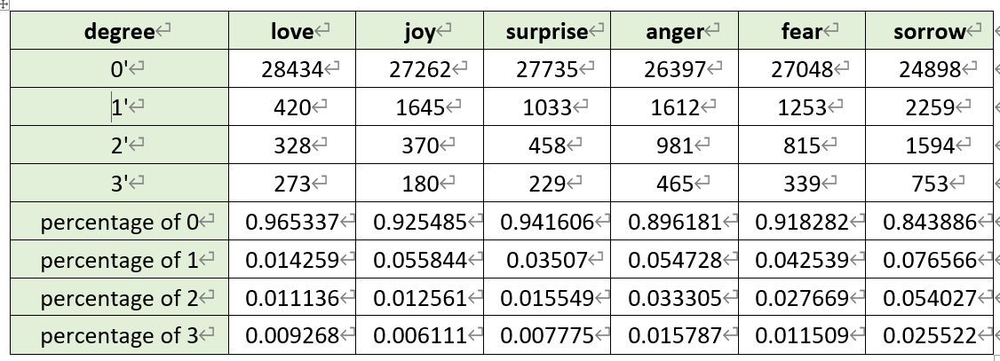 degree love joy surprise anger fear sorrow
0' 28434 27262 27735 26397 27048 24898
1' 420 1645 1033 1612 1253 2259
2' 328 370 458 981 815 1594
3' 273 180 229 465 339 753
percentage of 0 0.965337 0.925485 0.941606 0.896181 0.918282 0.843886
percentage of 1 0.014259 0.055844 0.03507 0.054728 0.042539 0.076566
percentage of 2 0.011136 0.012561 0.015549 0.033305 0.027669 0.054027
percentage of 3 0.009268 0.006111 0.007775 0.015787 0.011509 0.025522